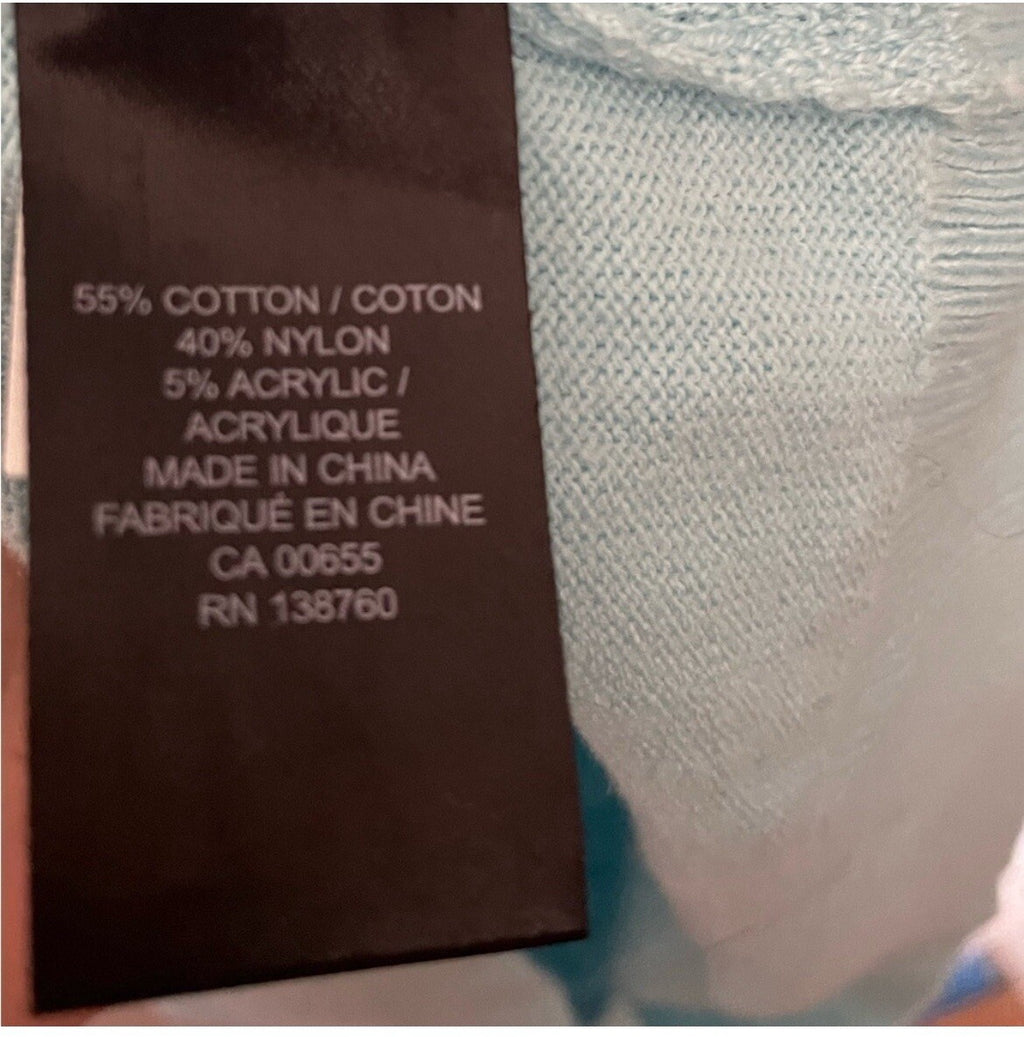 55% COTTON / COTON
40% NYLON
5% ACRYLIC /
ACRYLIQUE
MADE IN CHINA
FABRIQUÉ EN CHINE
CA 00655
RN 138760